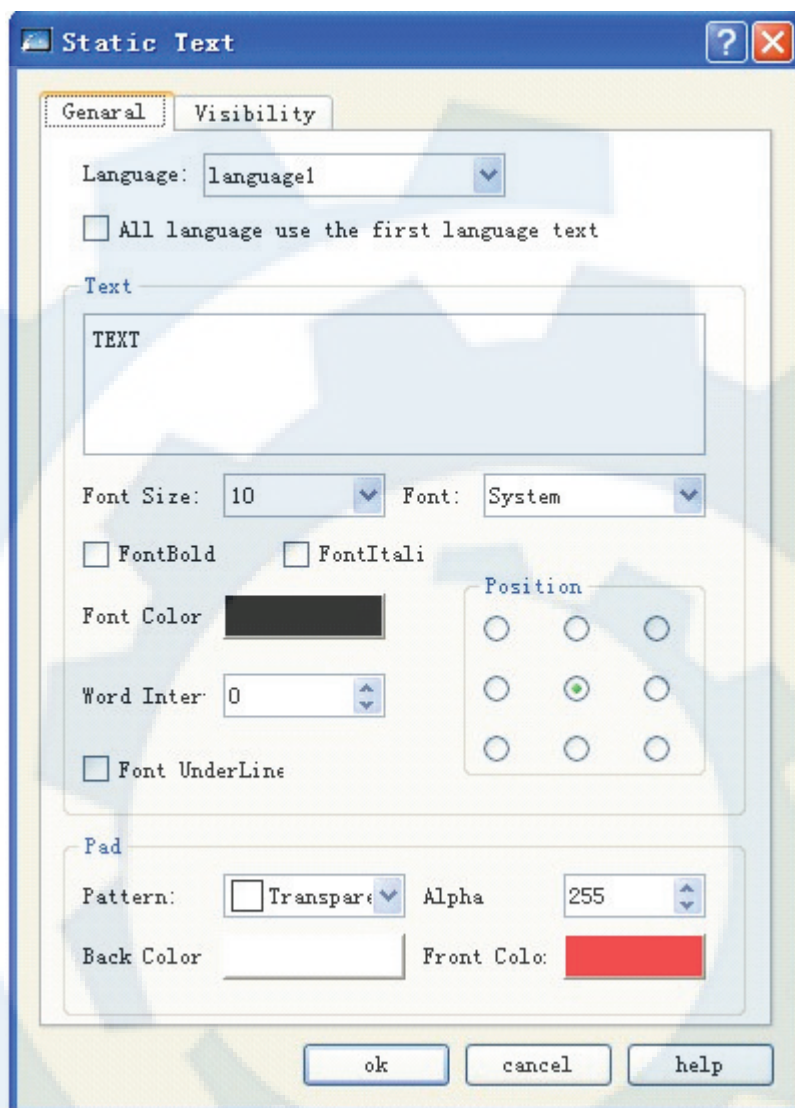 Static Text
Genaral Visibility
Language: language1
All language use the first language text
Text
TEXT
Font Size: 10 Font: System
FontBold FontItali
Position
Font Color
Word Inter 0
Font UnderLine
Pad
Pattern: Transpare Alpha 255
Back Color Front Colo:
ok cancel help